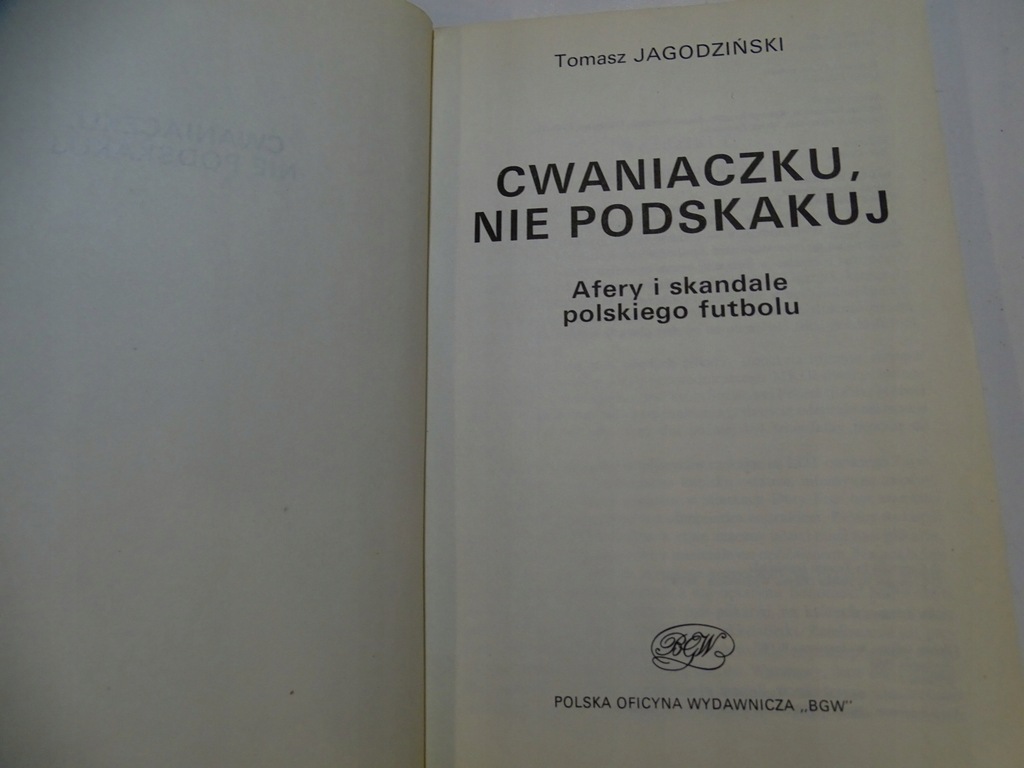 Tomasz JAGODZIŃSKI
CWANIACZKU,
NIE PODSKAKUJ
Afery i skandale
polskiego futbolu
BGW
POLSKA OFICYNA WYDAWNICZA „BGW”